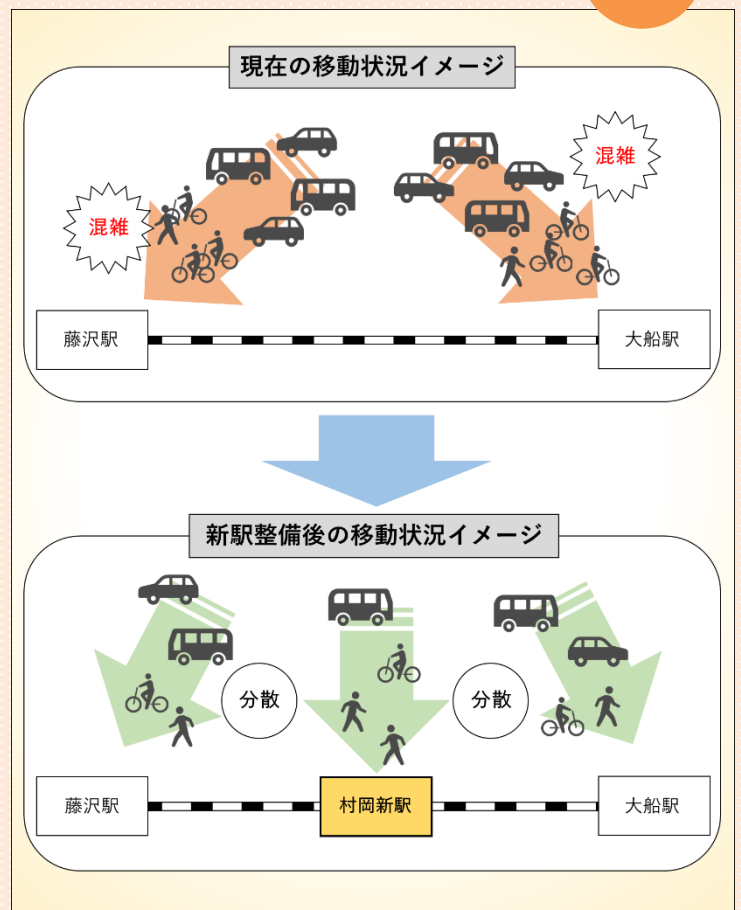 現在の移動状況イメージ
混雑
混雑
藤沢駅
大船駅
新駅整備後の移動状況イメージ
分散
分散
藤沢駅
村岡新駅
大船駅